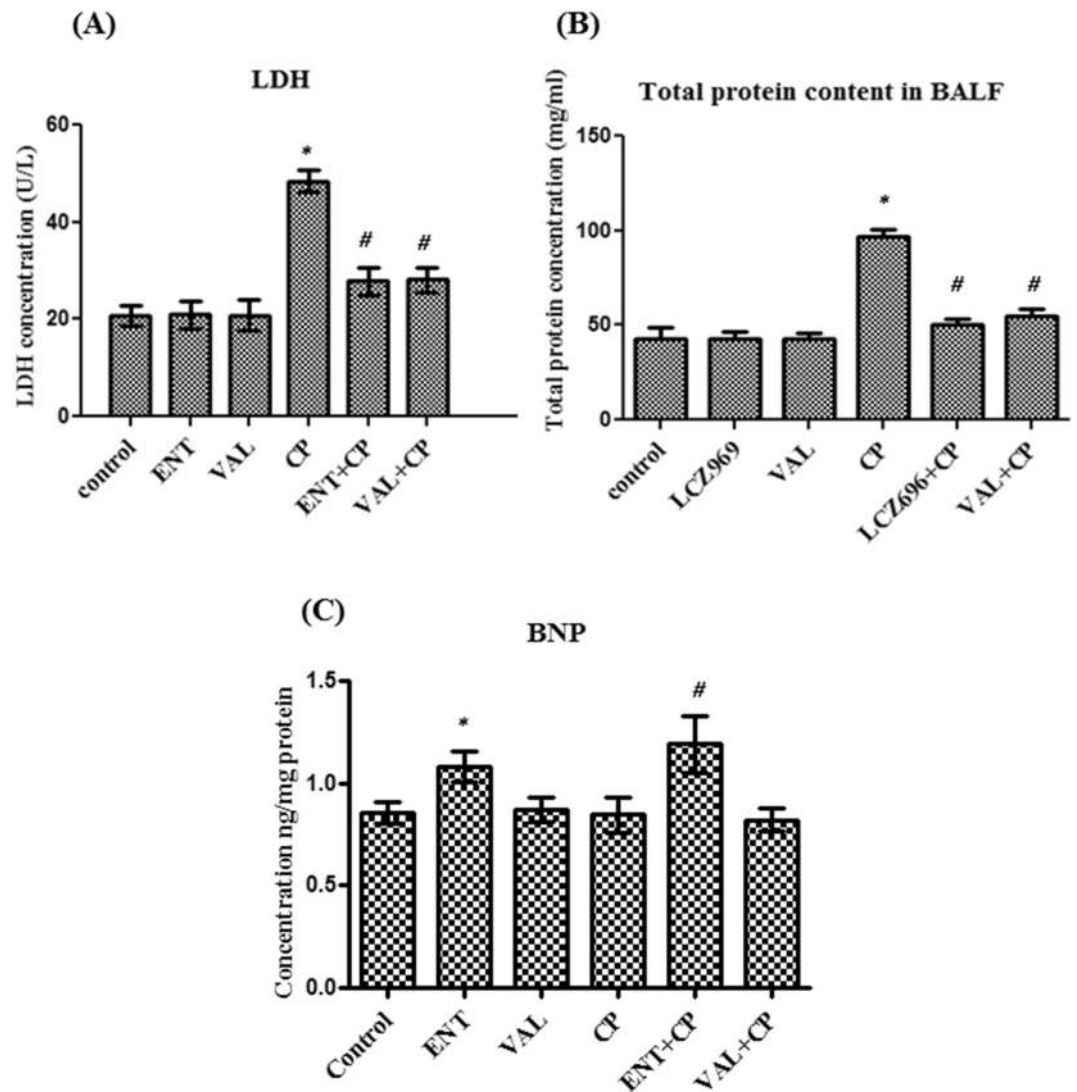 (A)
LDH
LDH concentration (U/L)
60
40
20
0
*
#
#
control
ENT
VAL
CP
ENT+CP
VAL+CP
(B)
Total protein content in BALF
Total protein concentration (mg/ml)
150
100
50
0
*
#
#
control
LCZ969
VAL
CP
LCZ696+CP
VAL+CP
(C)
BNP
Concentration ng/mg protein
1.5
1.0
0.5
0.0
*
#
Control
ENT
VAL
CP
ENT+CP
VAL+CP